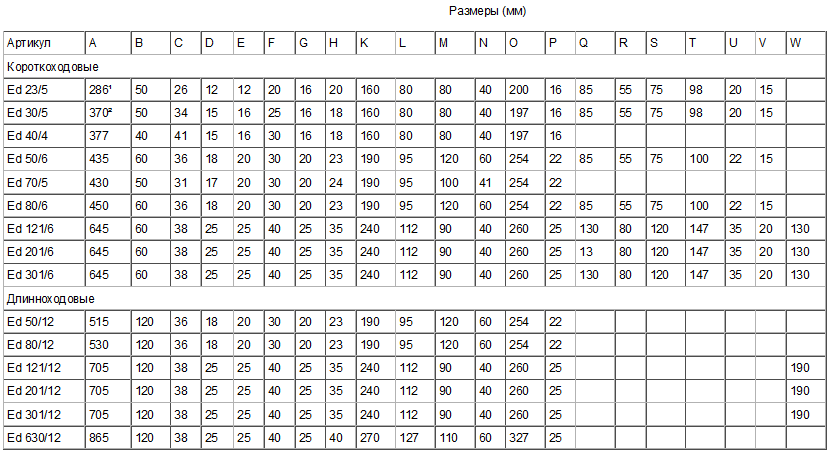 Размеры (мм)
Артикул A B C D E F G H K L M N O P Q R S T U V W
Короткоходовые
Ed 23/5 286¹ 50 26 12 12 20 16 20 160 80 80 40 200 16 85 55 75 98 20 15
Ed 30/5 370² 50 34 15 16 25 16 18 160 80 80 40 197 16 85 55 75 98 20 15
Ed 40/4 377 40 41 15 16 30 16 18 160 80 80 40 197 16
Ed 50/6 435 60 36 18 20 30 20 23 190 95 120 60 254 22 85 55 75 100 22 15
Ed 70/5 430 50 31 17 20 30 20 24 190 95 100 41 254 22
Ed 80/6 450 60 36 18 20 30 20 23 190 95 120 60 254 22 85 55 75 100 22 15
Ed 121/6 645 60 38 25 25 40 25 35 240 112 90 40 260 25 130 80 120 147 35 20 130
Ed 201/6 645 60 38 25 25 40 25 35 240 112 90 40 260 25 13 80 120 147 35 20 130
Ed 301/6 645 60 38 25 25 40 25 35 240 112 90 40 260 25 130 80 120 147 35 20 130
Длинноходовые
Ed 50/12 515 120 36 18 20 30 20 23 190 95 120 60 254 22
Ed 80/12 530 120 36 18 20 30 20 23 190 95 120 60 254 22
Ed 121/12 705 120 38 25 25 40 25 35 240 112 90 40 260 25 190
Ed 201/12 705 120 38 25 25 40 25 35 240 112 90 40 260 25 190
Ed 301/12 705 120 38 25 25 40 25 35 240 112 90 40 260 25 190
Ed 630/12 865 120 38 25 25 40 25 40 270 127 110 60 327 25